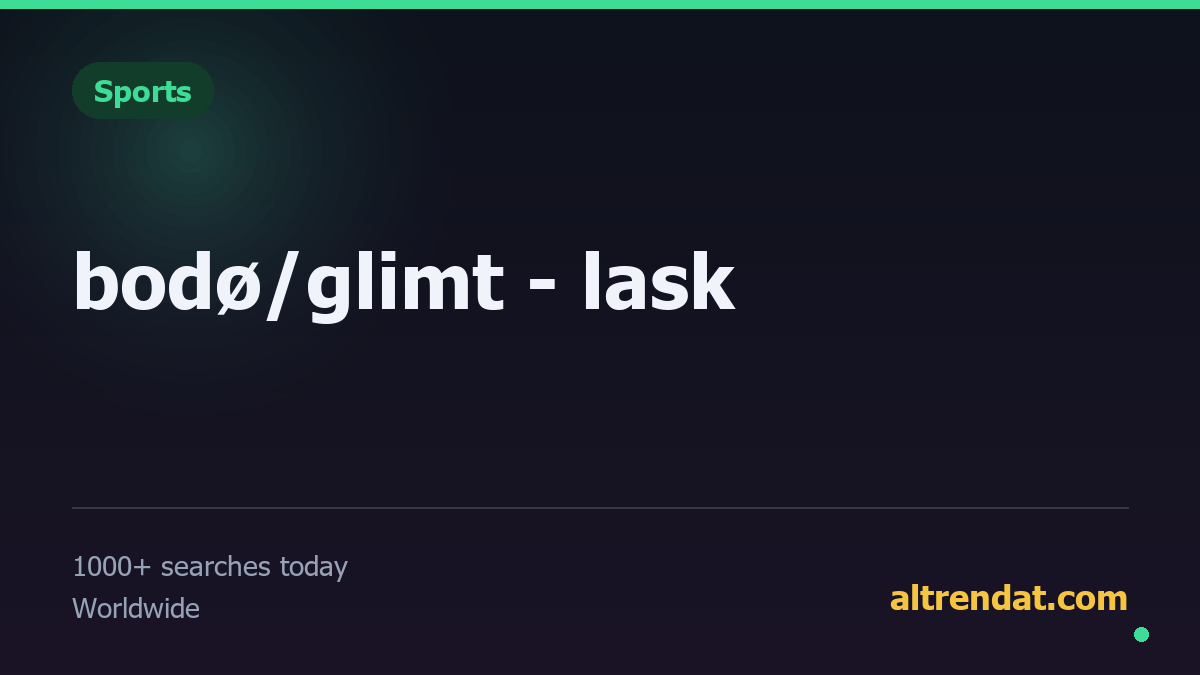 Sports
bodø/glimt - lask
1000+ searches today
Worldwide
altrendat.com